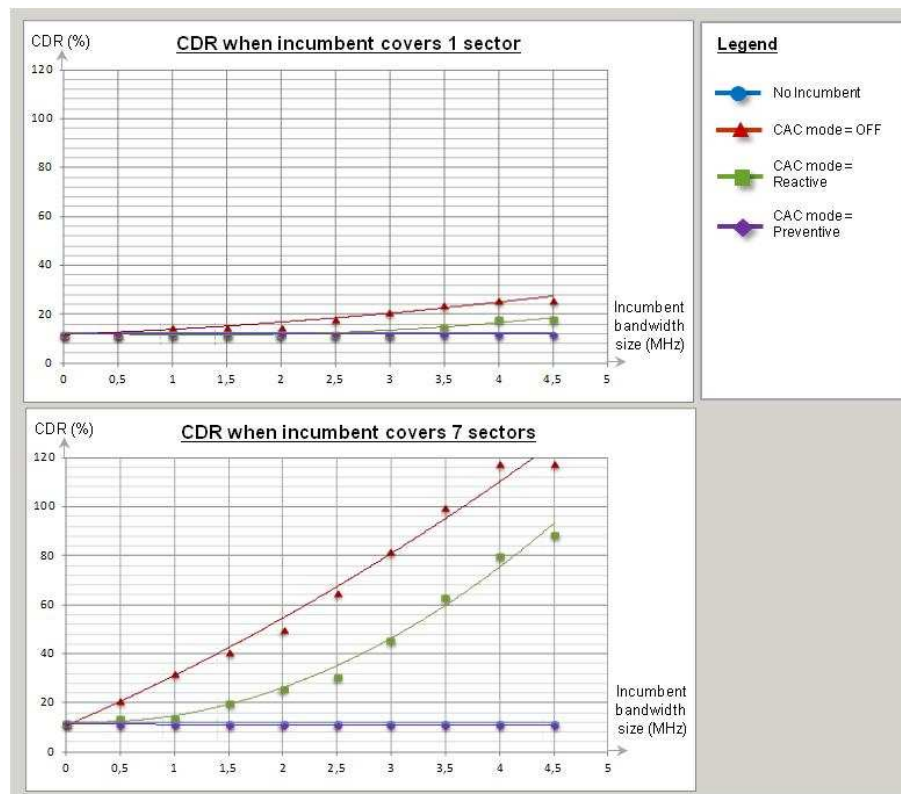 CDR (%)
CDR when incumbent covers 1 sector
120
100
80
60
40
20
0
0 0,5 1 1,5 2 2,5 3 3,5 4 4,5 5
Incumbent
bandwidth
size (MHz)
Legend
No Incumbent
CAC mode = OFF
CAC mode =
Reactive
CAC mode =
Preventive
CDR (%)
CDR when incumbent covers 7 sectors
120
100
80
60
40
20
0
0 0,5 1 1,5 2 2,5 3 3,5 4 4,5 5
Incumbent
bandwidth
size (MHz)